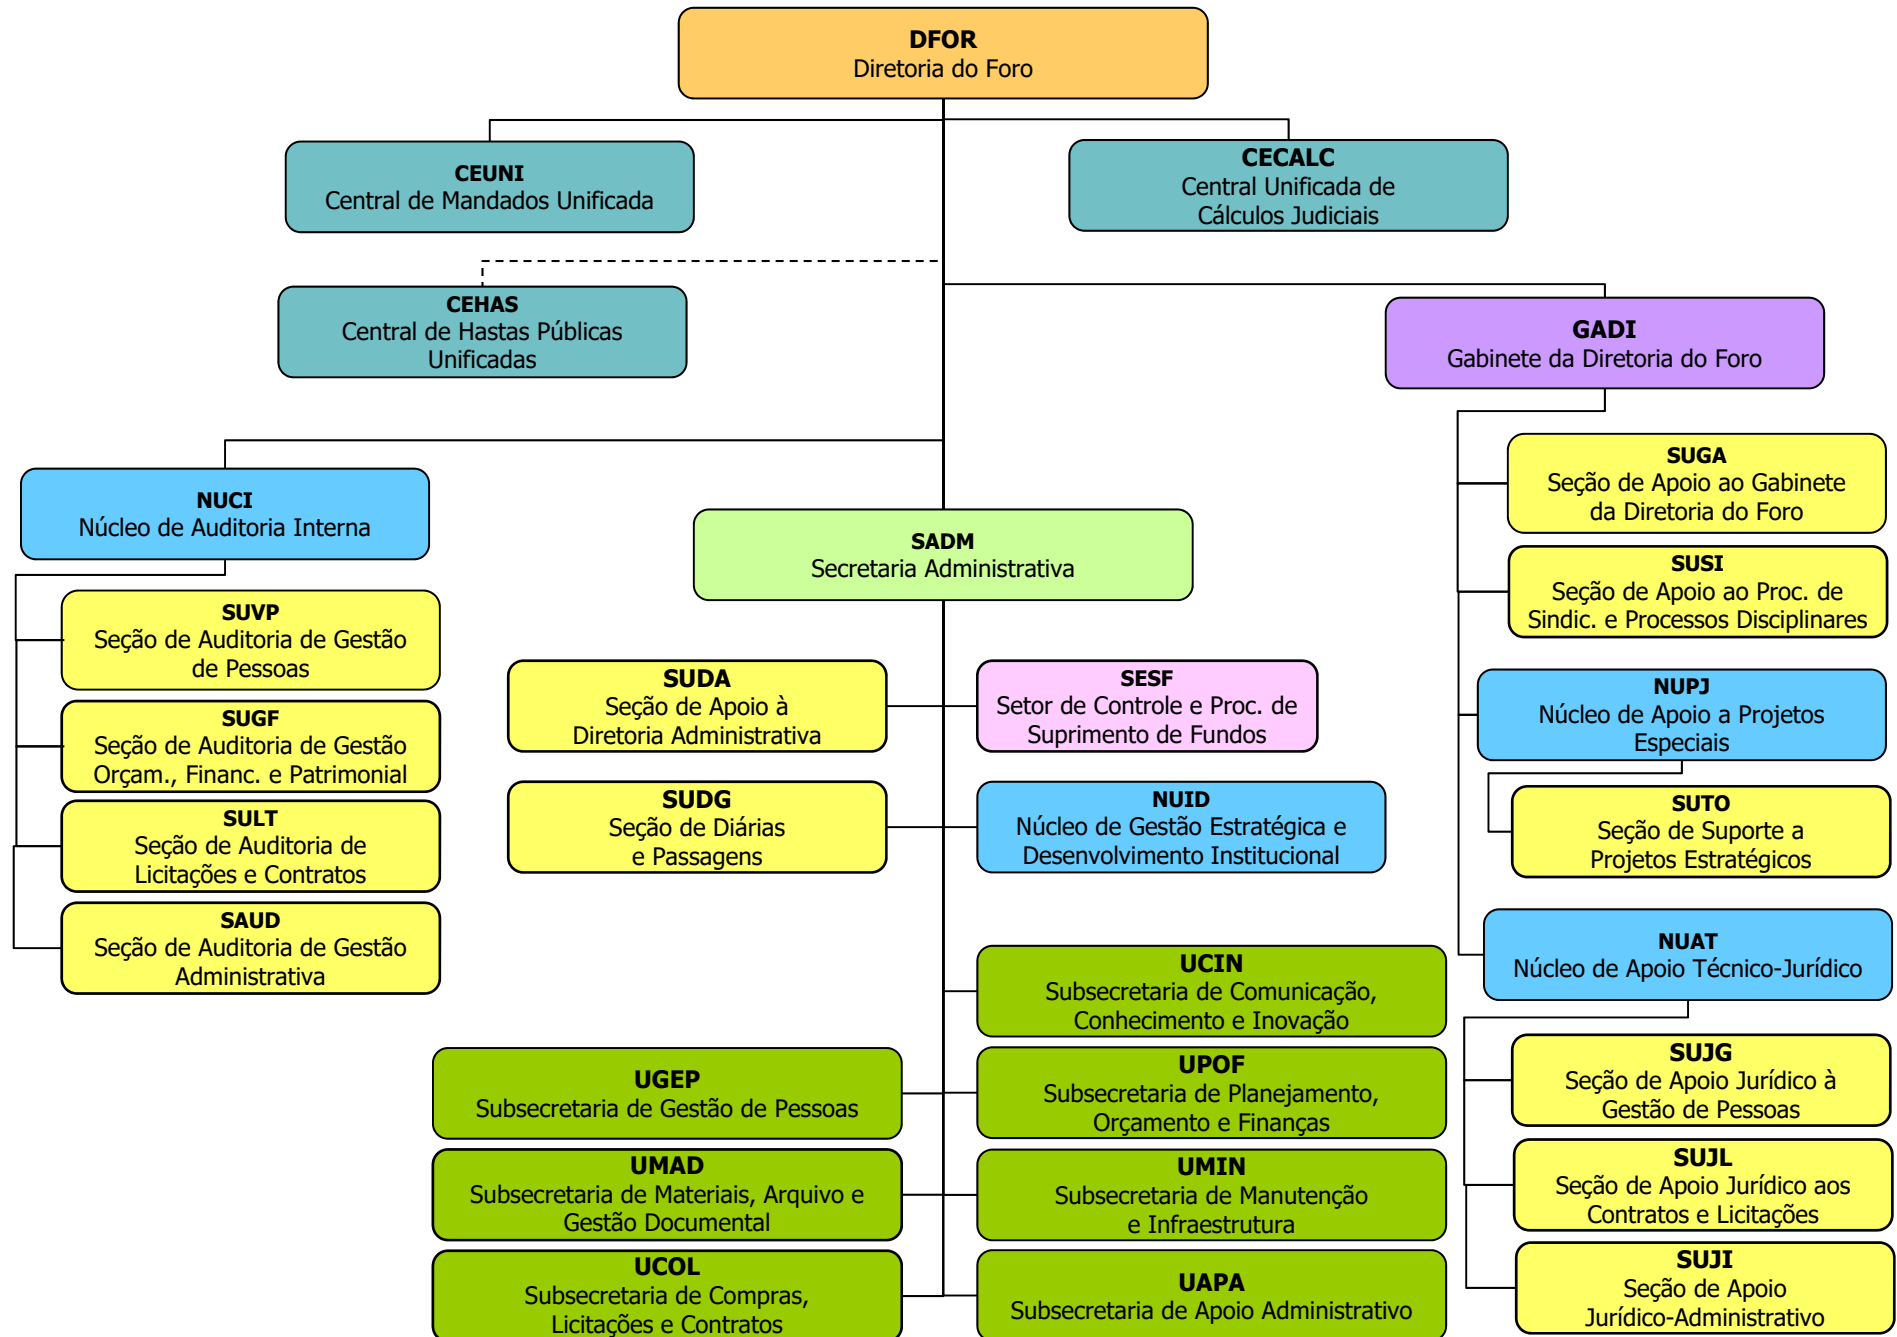 DFOR
Diretoria do Foro
CEUNI
Central de Mandados Unificada
CECALC
Central Unificada de
Cálculos Judiciais
CEHAS
Central de Hastas Públicas
Unificadas
GADI
Gabinete da Diretoria do Foro
NUCI
Núcleo de Auditoria Interna
SUVP
Seção de Auditoria de Gestão
de Pessoas
SUGF
Seção de Auditoria de Gestão
Orçam., Financ. e Patrimonial
SULT
Seção de Auditoria de
Licitações e Contratos
SAUD
Seção de Auditoria de Gestão
Administrativa
SADM
Secretaria Administrativa
SUDA
Seção de Apoio à
Diretoria Administrativa
SESF
Setor de Controle e Proc. de
Suprimento de Fundos
SUDG
Seção de Diárias
e Passagens
NUID
Núcleo de Gestão Estratégica e
Desenvolvimento Institucional
UCIN
Subsecretaria de Comunicação,
Conhecimento e Inovação
UGEP
Subsecretaria de Gestão de Pessoas
UPOF
Subsecretaria de Planejamento,
Orçamento e Finanças
UMAD
Subsecretaria de Materiais, Arquivo e
Gestão Documental
UMIN
Subsecretaria de Manutenção
e Infraestrutura
UCOL
Subsecretaria de Compras,
Licitações e Contratos
UAPA
Subsecretaria de Apoio Administrativo
SUGA
Seção de Apoio ao Gabinete
da Diretoria do Foro
SUSI
Seção de Apoio ao Proc. de
Sindic. e Processos Disciplinares
NUPJ
Núcleo de Apoio a Projetos
Especiais
SUTO
Seção de Suporte a
Projetos Estratégicos
NUAT
Núcleo de Apoio Técnico-Jurídico
SUJG
Seção de Apoio Jurídico à
Gestão de Pessoas
SUJL
Seção de Apoio Jurídico aos
Contratos e Licitações
SUJI
Seção de Apoio
Jurídico-Administrativo